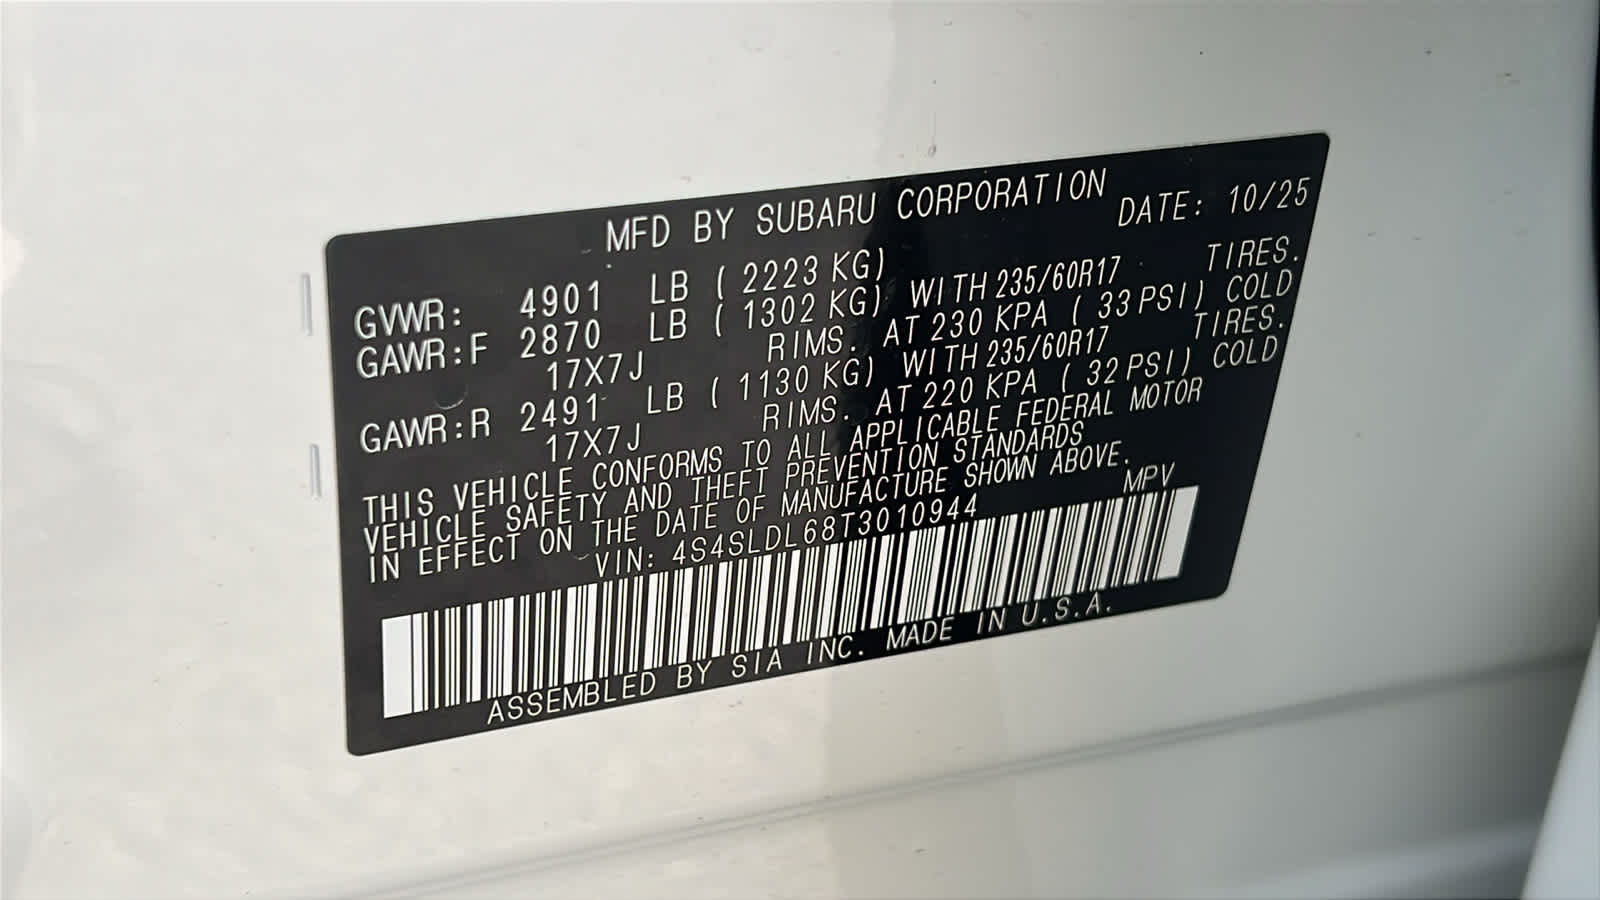 MFD BY SUBARU CORPORATION DATE: 10/25
GVWR: 4901 LB ( 2223 KG)
GAWR:F 2870 LB ( 1302 KG) WITH 235/60R17 TIRES.
17X7J RIMS. AT 230 KPA ( 33 PSI) COLD
GAWR:R 2491 LB ( 1130 KG) WITH 235/60R17 TIRES.
17X7J RIMS. AT 220 KPA ( 32 PSI) COLD
THIS VEHICLE CONFORMS TO ALL APPLICABLE FEDERAL MOTOR
VEHICLE SAFETY AND THEFT PREVENTION STANDARDS
IN EFFECT ON THE DATE OF MANUFACTURE SHOWN ABOVE.
VIN: 4S4SLDL68T3010944 MPV
ASSEMBLED BY SIA INC. MADE IN U.S.A.